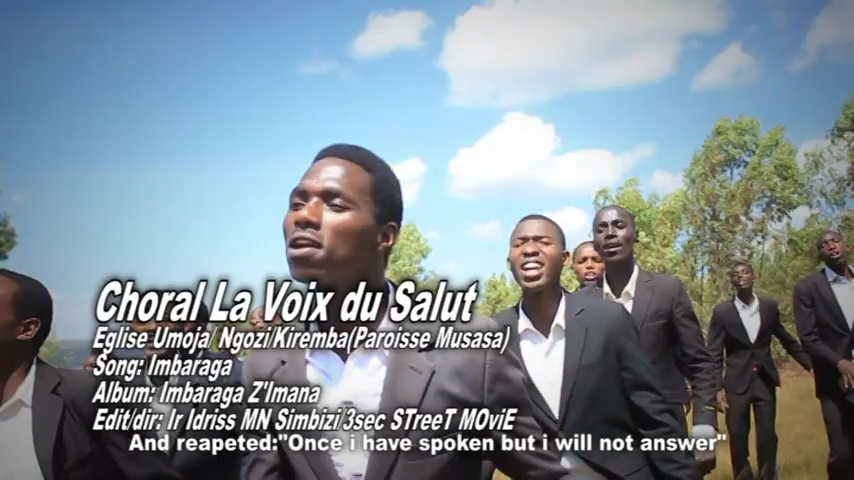 Choral La Voix du Salut
Eglise Umoja/ Ngozi/Kiremba(Paroisse Musasa)
Song: Imbaraga
Album: Imbaraga Z'Imana
Edit/dir: Ir Idriss MN Simbizi/3sec STreeT MOviE
And reapeted:"Once i have spoken but i will not answer"